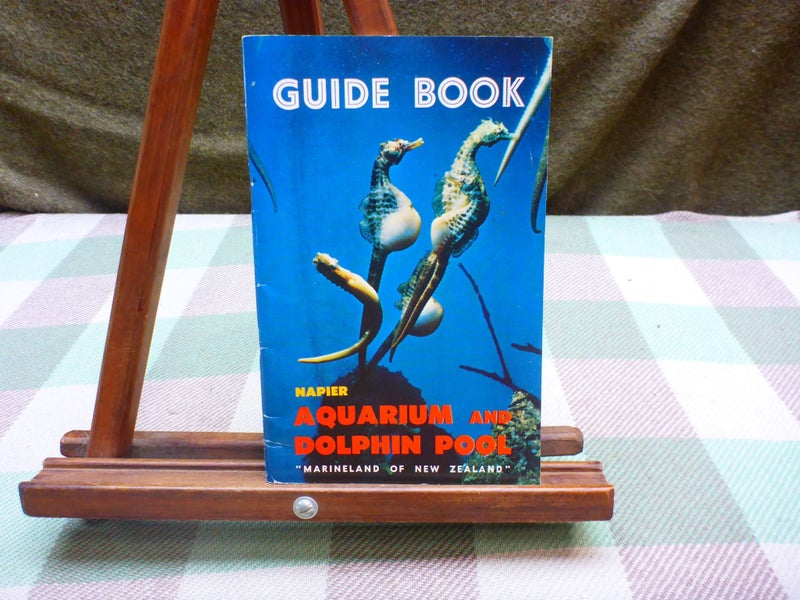 GUIDE BOOK
NAPIER
AQUARIUM AND
DOLPHIN POOL
"MARINELAND OF NEW ZEALAND"